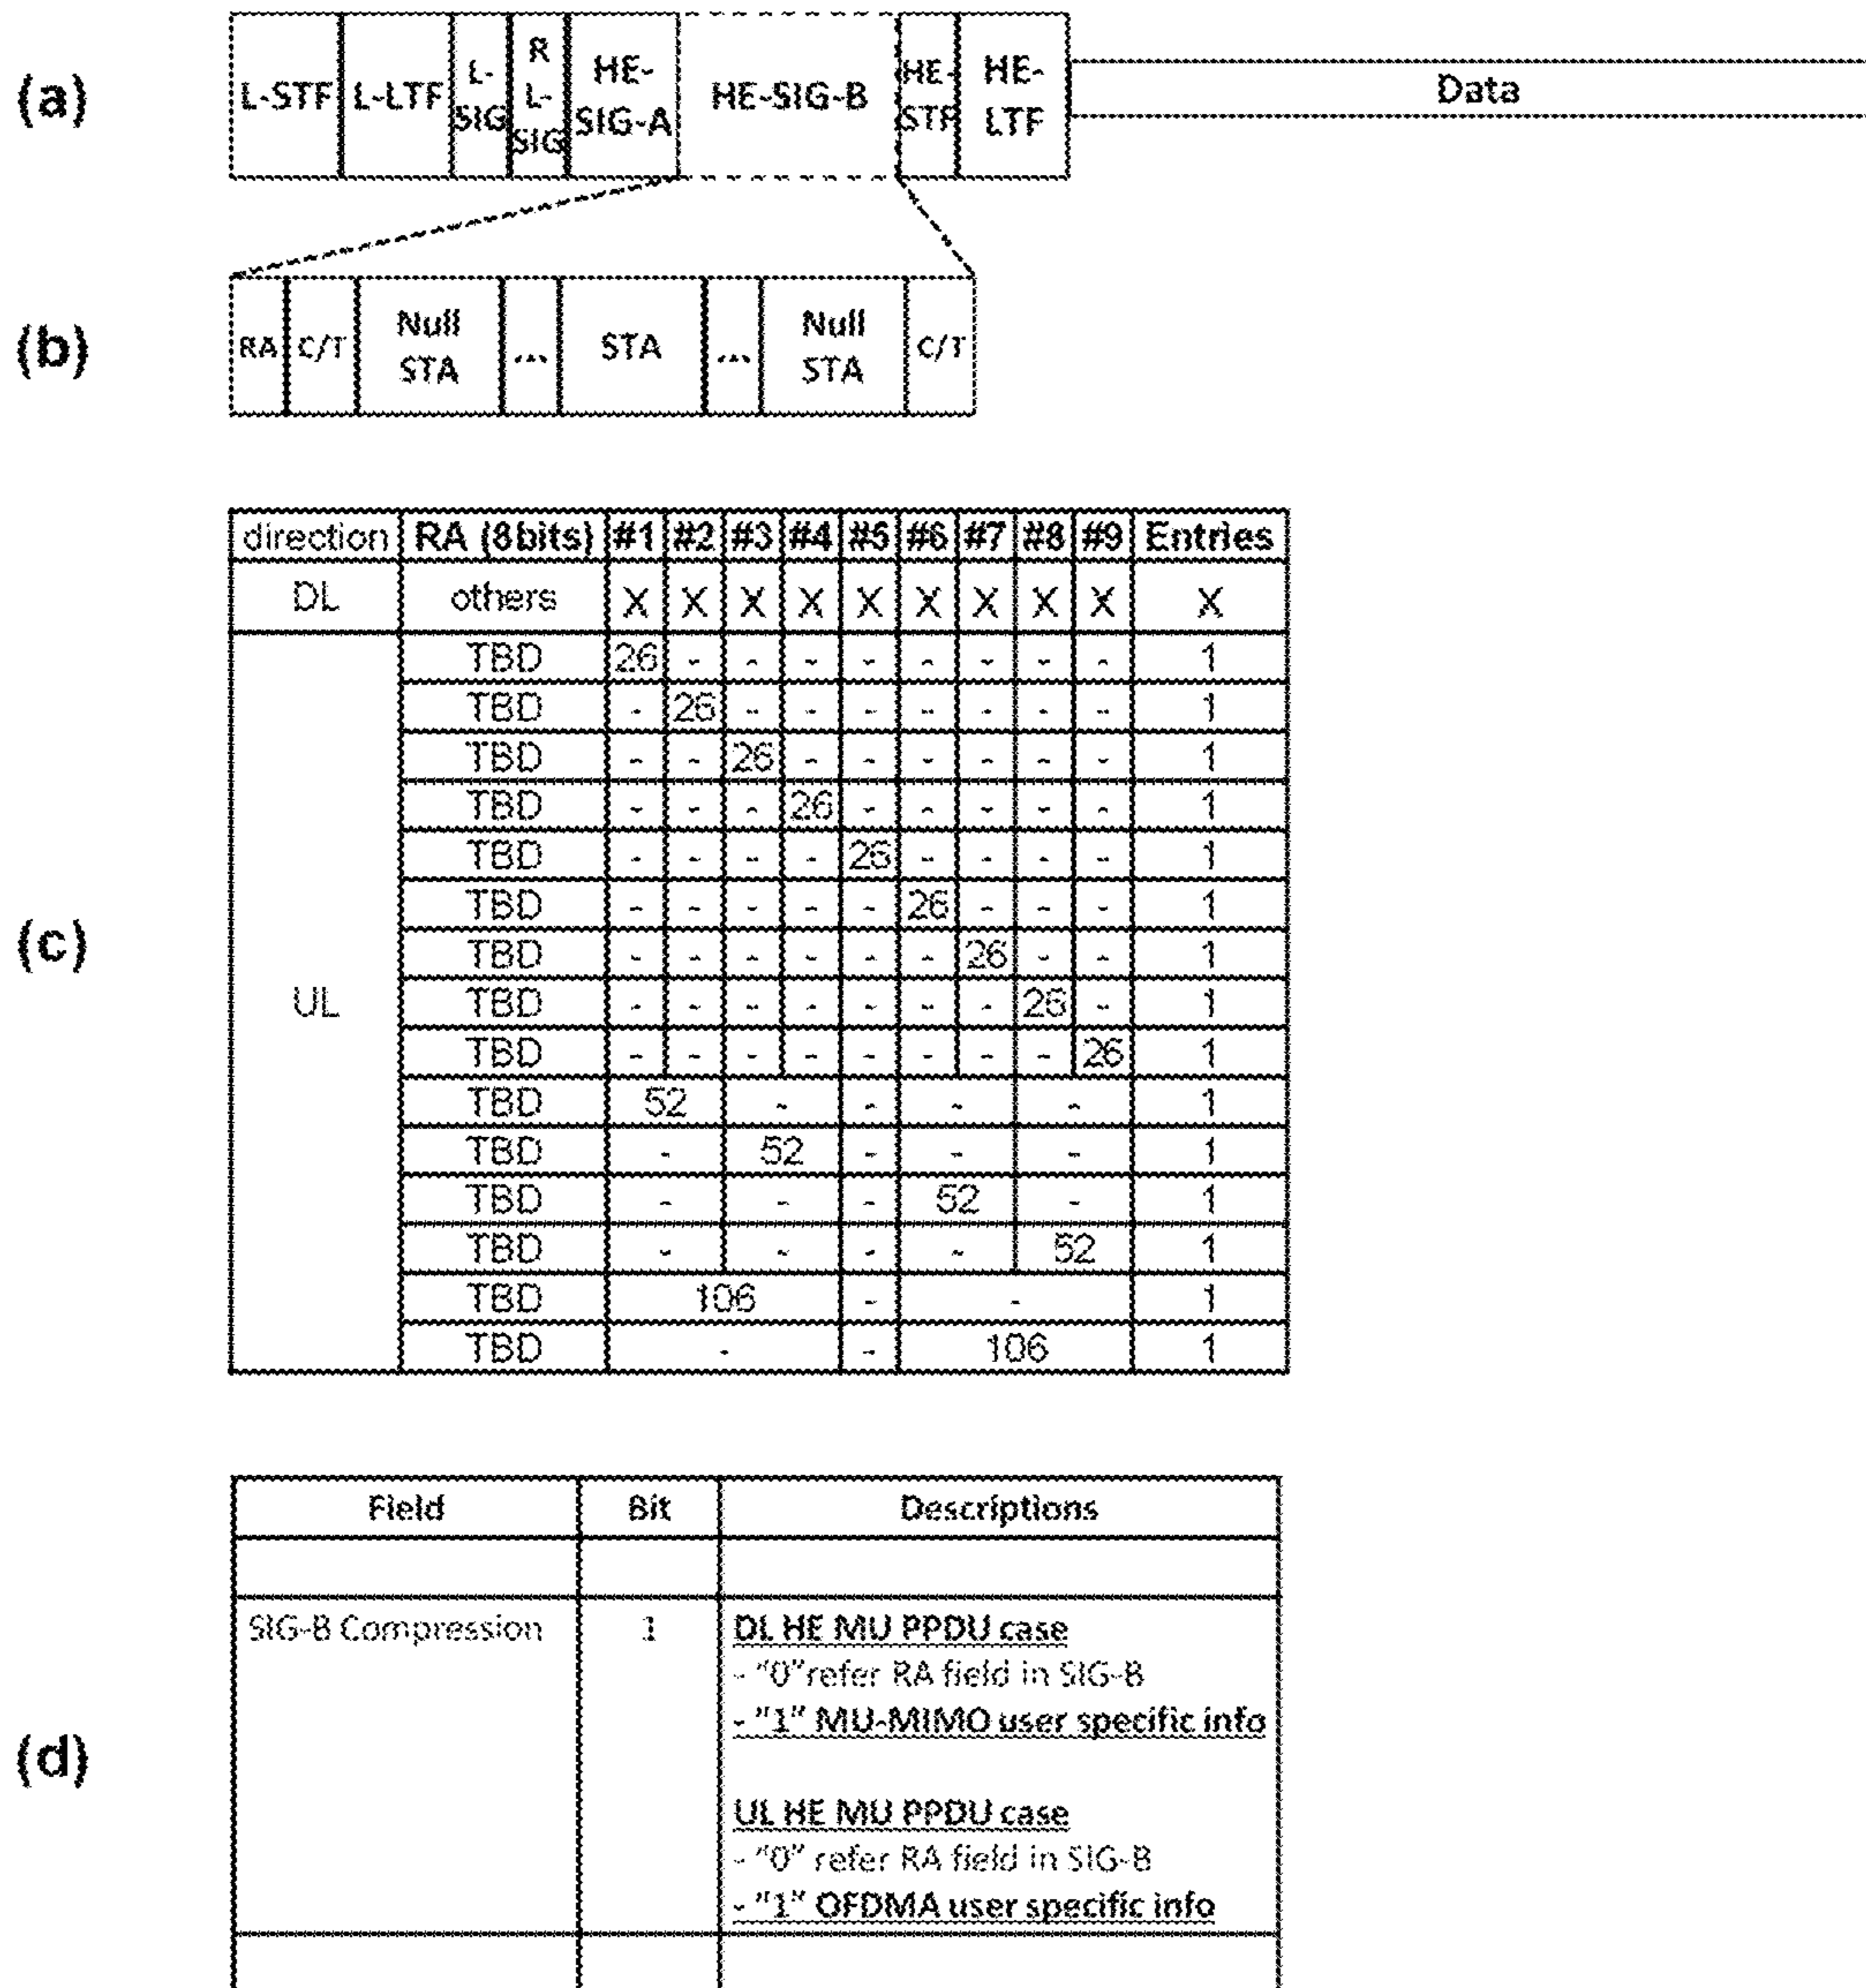 (a)
L-STF L-LTF L-SIG R L-SIG HE-SIG-A HE-SIG-B HE-STF HE-LTF Data
(b)
RA C/T Null STA ... STA ... Null STA C/T
(c)
direction RA (8bits) #1 #2 #3 #4 #5 #6 #7 #8 #9 Entries
DL others X X X X X X X X X X
UL
TBD 26 - - - - - - - - 1
TBD - 26 - - - - - - - 1
TBD - - 26 - - - - - - 1
TBD - - - 26 - - - - - 1
TBD - - - - 26 - - - - 1
TBD - - - - - 26 - - - 1
TBD - - - - - - 26 - - 1
TBD - - - - - - - 26 - 1
TBD - - - - - - - - 26 1
TBD 52 - - - - 1
TBD - 52 - - - 1
TBD - - - 52 - 1
TBD - - - - 52 1
TBD 106 - - 1
TBD - - 106 1
(d)
Field Bit Descriptions
SIG-B Compression 1 DL HE MU PPDU case
- "0"refer RA field in SIG-B
- "1" MU-MIMO user specific info
UL HE MU PPDU case
- "0" refer RA field in SIG-B
- "1" OFDMA user specific info